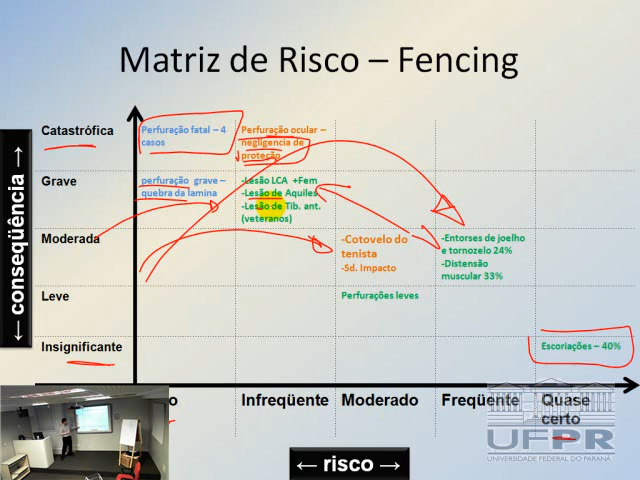 Matriz de Risco – Fencing
← conseqüência →
Catastrófica
Perfuração fatal – 4
casos
Perfuração ocular –
negligencia de
proteção
Grave
perfuração grave –
quebra da lamina
-Lesão LCA +Fem
-Lesão de Aquiles
-Lesão de Tib. ant.
(veteranos)
Moderada
-Cotovelo do
tenista
-Sd. Impacto
-Entorses de joelho
e tornozelo 24%
-Distensão
muscular 33%
Leve
Perfurações leves
Insignificante
Escoriações – 40%
Infreqüente
Moderado
Freqüente
Quase
certo
← risco →
UFPR
UNIVERSIDADE FEDERAL DO PARANÁ